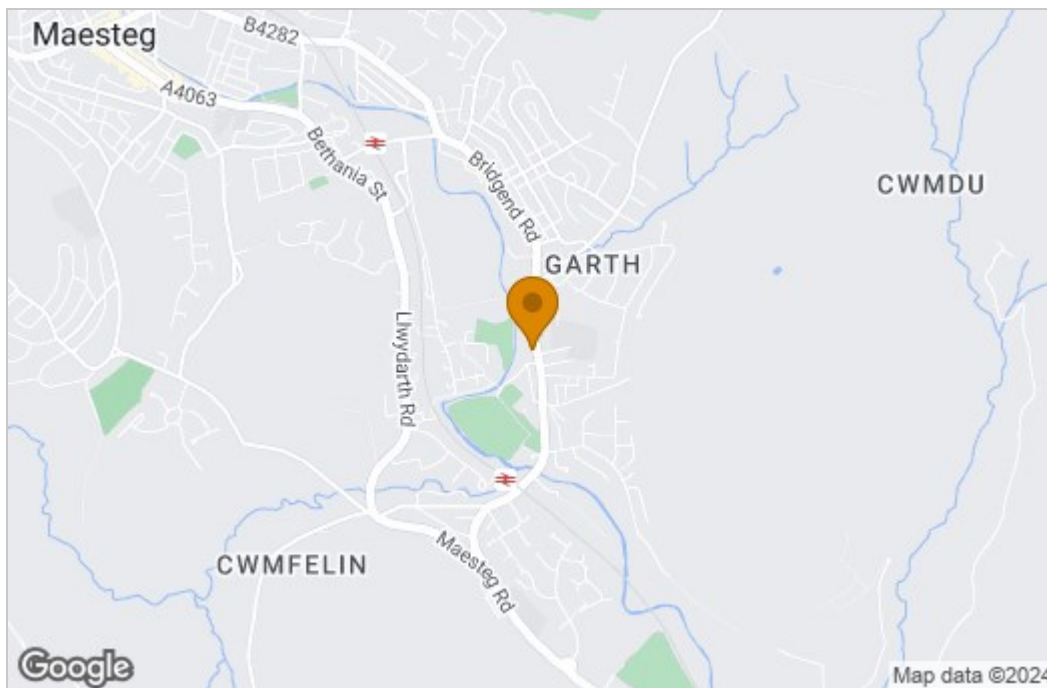 Maesteg
B4282
A4063
Bethania St
Bridgend Rd
CWMDU
GARTH
Llwydarth Rd
CWMFELIN
Maesteg Rd
Google
Map data ©2024